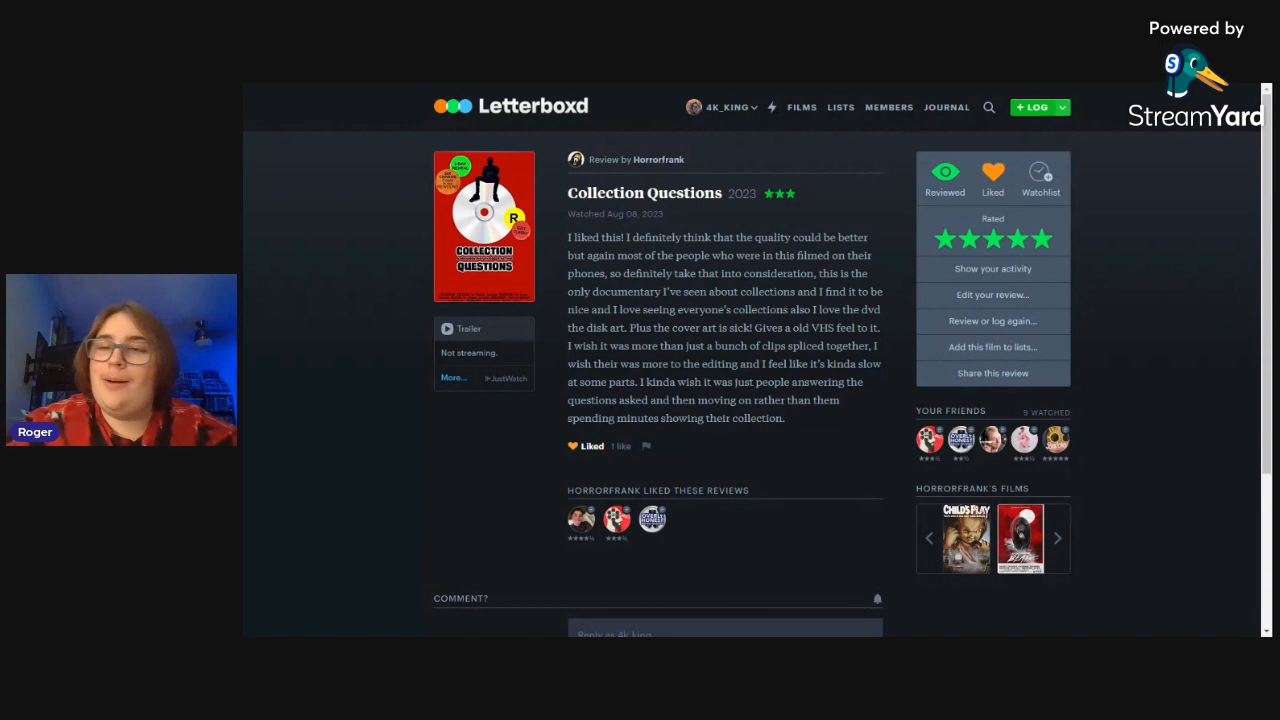 Powered by
StreamYard
Letterboxd
4K_KING
FILMS
LISTS
MEMBERS
JOURNAL
+ LOG
R
COLLECTION
QUESTIONS
Review by Horrorfrank
Collection Questions 2023
Watched Aug 08, 2023
I liked this! I definitely think that the quality could be better
but again most of the people who were in this filmed on their
phones, so definitely take that into consideration, this is the
only documentary I've seen about collections and I find it to be
nice and I love seeing everyone's collections also I love the dvd
the disk art. Plus the cover art is sick! Gives a old VHS feel to it.
I wish it was more than just a bunch of clips spliced together, I
wish their was more to the editing and I feel like it's kinda slow
at some parts. I kinda wish it was just people answering the
questions asked and then moving on rather than them
spending minutes showing their collection.
Liked 1 like
Trailer
Not streaming.
More...
JustWatch
Reviewed
Liked
Watchlist
Rated
Show your activity
Edit your review...
Review or log again...
Add this film to lists...
Share this review
YOUR FRIENDS
9 WATCHED
OVERLY
HONEST
HORRORFRANK LIKED THESE REVIEWS
OVERLY
HONEST
HORRORFRANK'S FILMS
CHILD'S PLAY
COMMENT?
Reply as 4k_king
Roger